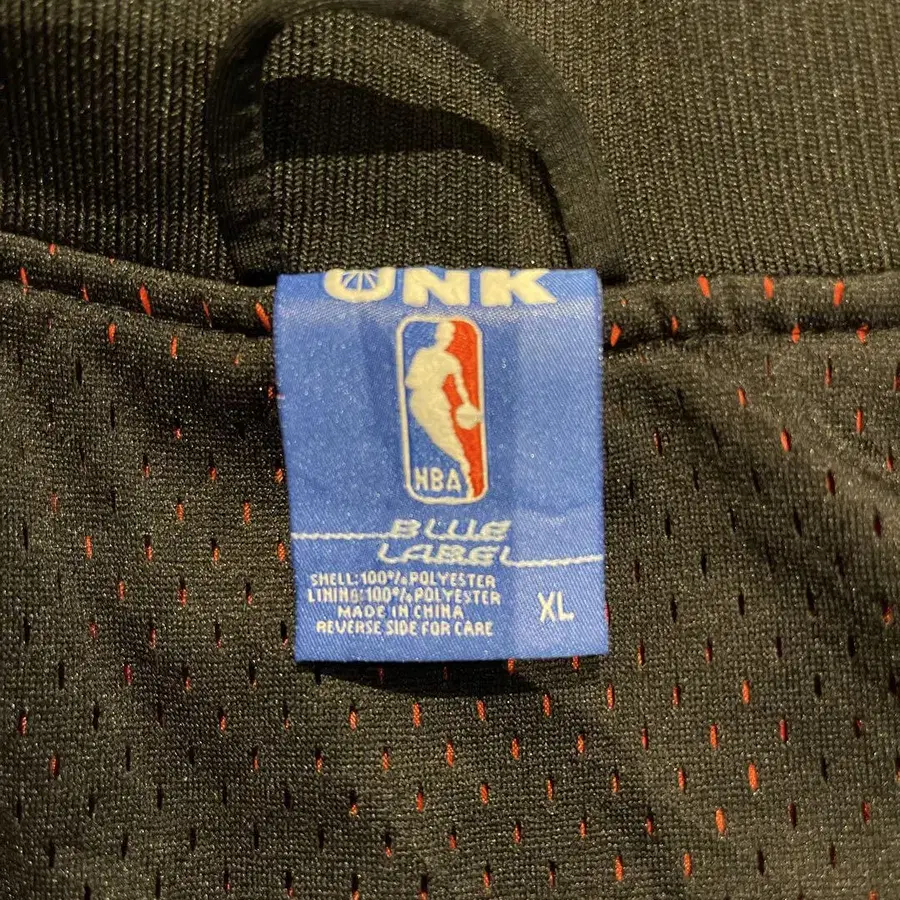 UNK
NBA
BLUE
LABEL
SHELL: 100% POLYESTER
LINING: 100% POLYESTER
MADE IN CHINA
REVERSE SIDE FOR CARE
XL